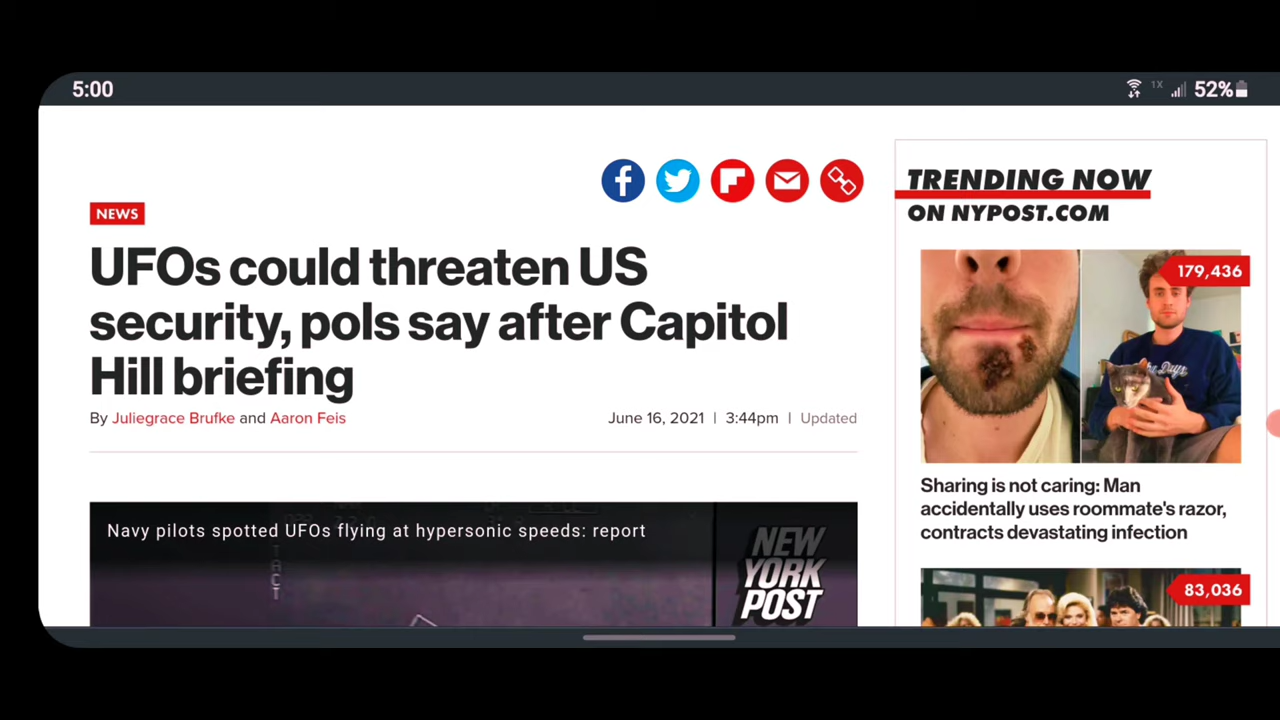 5:00
1X
52%
NEWS
UFOs could threaten US
security, pols say after Capitol
Hill briefing
By Juliegrace Brufke and Aaron Feis
June 16, 2021 | 3:44pm | Updated
Navy pilots spotted UFOs flying at hypersonic speeds: report
TACT
NEW
YORK
POST
TRENDING NOW
ON NYPOST.COM
179,436
Sharing is not caring: Man
accidentally uses roommate's razor,
contracts devastating infection
83,036